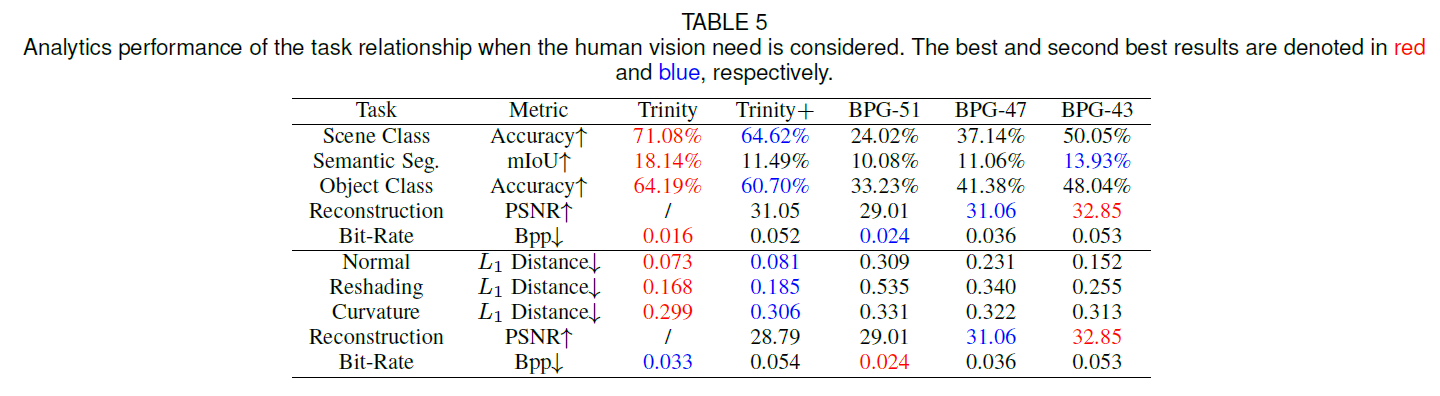 TABLE 5
Analytics performance of the task relationship when the human vision need is considered. The best and second best results are denoted in red
and blue, respectively.
Task Metric Trinity Trinity+ BPG-51 BPG-47 BPG-43
Scene Class Accuracy↑ 71.08% 64.62% 24.02% 37.14% 50.05%
Semantic Seg. mIoU↑ 18.14% 11.49% 10.08% 11.06% 13.93%
Object Class Accuracy↑ 64.19% 60.70% 33.23% 41.38% 48.04%
Reconstruction PSNR↑ / 31.05 29.01 31.06 32.85
Bit-Rate Bpp↓ 0.016 0.052 0.024 0.036 0.053
Normal L1 Distance↓ 0.073 0.081 0.309 0.231 0.152
Reshading L1 Distance↓ 0.168 0.185 0.535 0.340 0.255
Curvature L1 Distance↓ 0.299 0.306 0.331 0.322 0.313
Reconstruction PSNR↑ / 28.79 29.01 31.06 32.85
Bit-Rate Bpp↓ 0.033 0.054 0.024 0.036 0.053